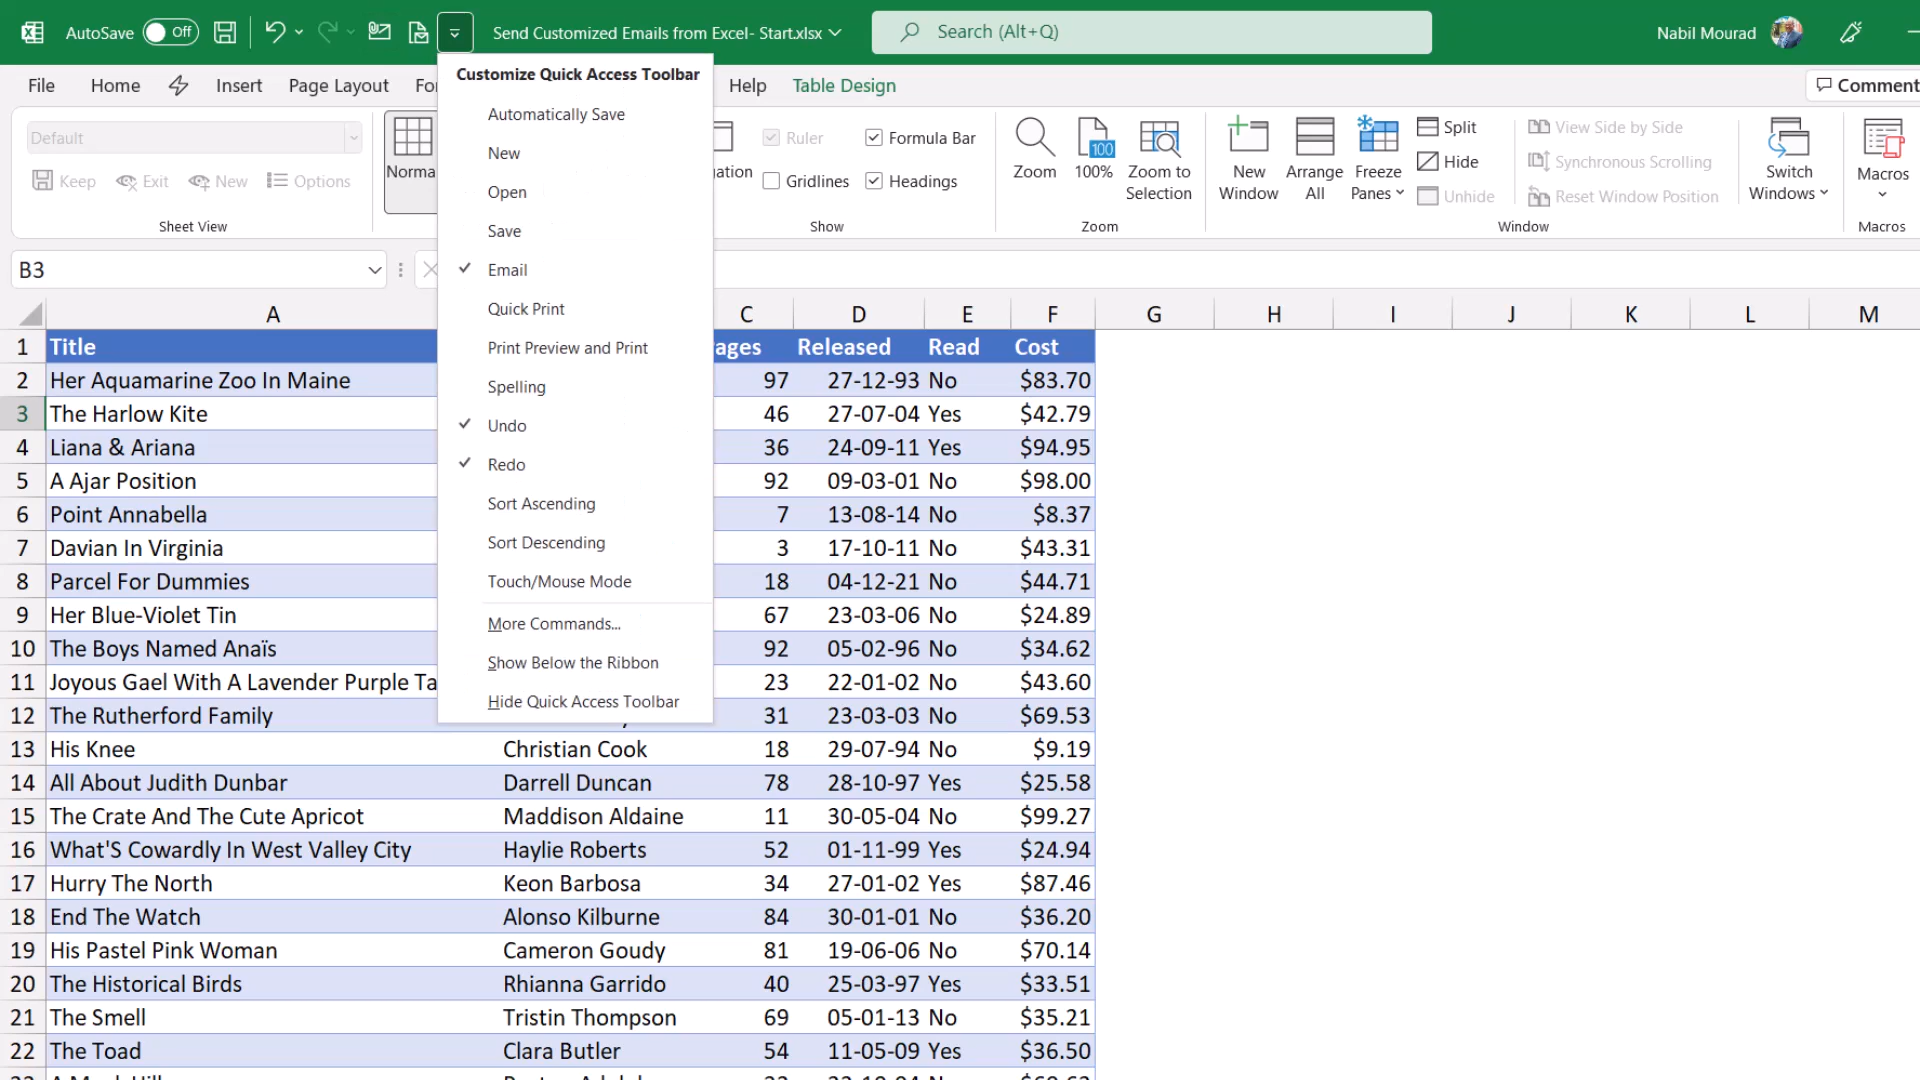 AutoSave Off Send Customized Emails from Excel- Start.xlsx Search (Alt+Q) Nabil Mourad
File Home Insert Page Layout Help Table Design Comment
Customize Quick Access Toolbar
Automatically Save
New
Open
Save
Email
Quick Print
Print Preview and Print
Spelling
Undo
Redo
Sort Ascending
Sort Descending
Touch/Mouse Mode
More Commands...
Show Below the Ribbon
Hide Quick Access Toolbar
Default
Keep Exit New Options
Sheet View
Ruler Formula Bar
Gridlines Headings
Show
Zoom 100% Zoom to Selection
Zoom
New Window Arrange All Freeze Panes
Split
Hide
Unhide
View Side by Side
Synchronous Scrolling
Reset Window Position
Switch Windows
Window
Macros
Macros
B3
A C D E F G H I J K L M
1 Title ages Released Read Cost
2 Her Aquamarine Zoo In Maine 97 27-12-93 No $83.70
3 The Harlow Kite 46 27-07-04 Yes $42.79
4 Liana & Ariana 36 24-09-11 Yes $94.95
5 A Ajar Position 92 09-03-01 No $98.00
6 Point Annabella 7 13-08-14 No $8.37
7 Davian In Virginia 3 17-10-11 No $43.31
8 Parcel For Dummies 18 04-12-21 No $44.71
9 Her Blue-Violet Tin 67 23-03-06 No $24.89
10 The Boys Named Anaïs 92 05-02-96 No $34.62
11 Joyous Gael With A Lavender Purple Ta 23 22-01-02 No $43.60
12 The Rutherford Family 31 23-03-03 No $69.53
13 His Knee Christian Cook 18 29-07-94 No $9.19
14 All About Judith Dunbar Darrell Duncan 78 28-10-97 Yes $25.58
15 The Crate And The Cute Apricot Maddison Aldaine 11 30-05-04 No $99.27
16 What'S Cowardly In West Valley City Haylie Roberts 52 01-11-99 Yes $24.94
17 Hurry The North Keon Barbosa 34 27-01-02 Yes $87.46
18 End The Watch Alonso Kilburne 84 30-01-01 No $36.20
19 His Pastel Pink Woman Cameron Goudy 81 19-06-06 No $70.14
20 The Historical Birds Rhianna Garrido 40 25-03-97 Yes $33.51
21 The Smell Tristin Thompson 69 05-01-13 No $35.21
22 The Toad Clara Butler 54 11-05-09 Yes $36.50